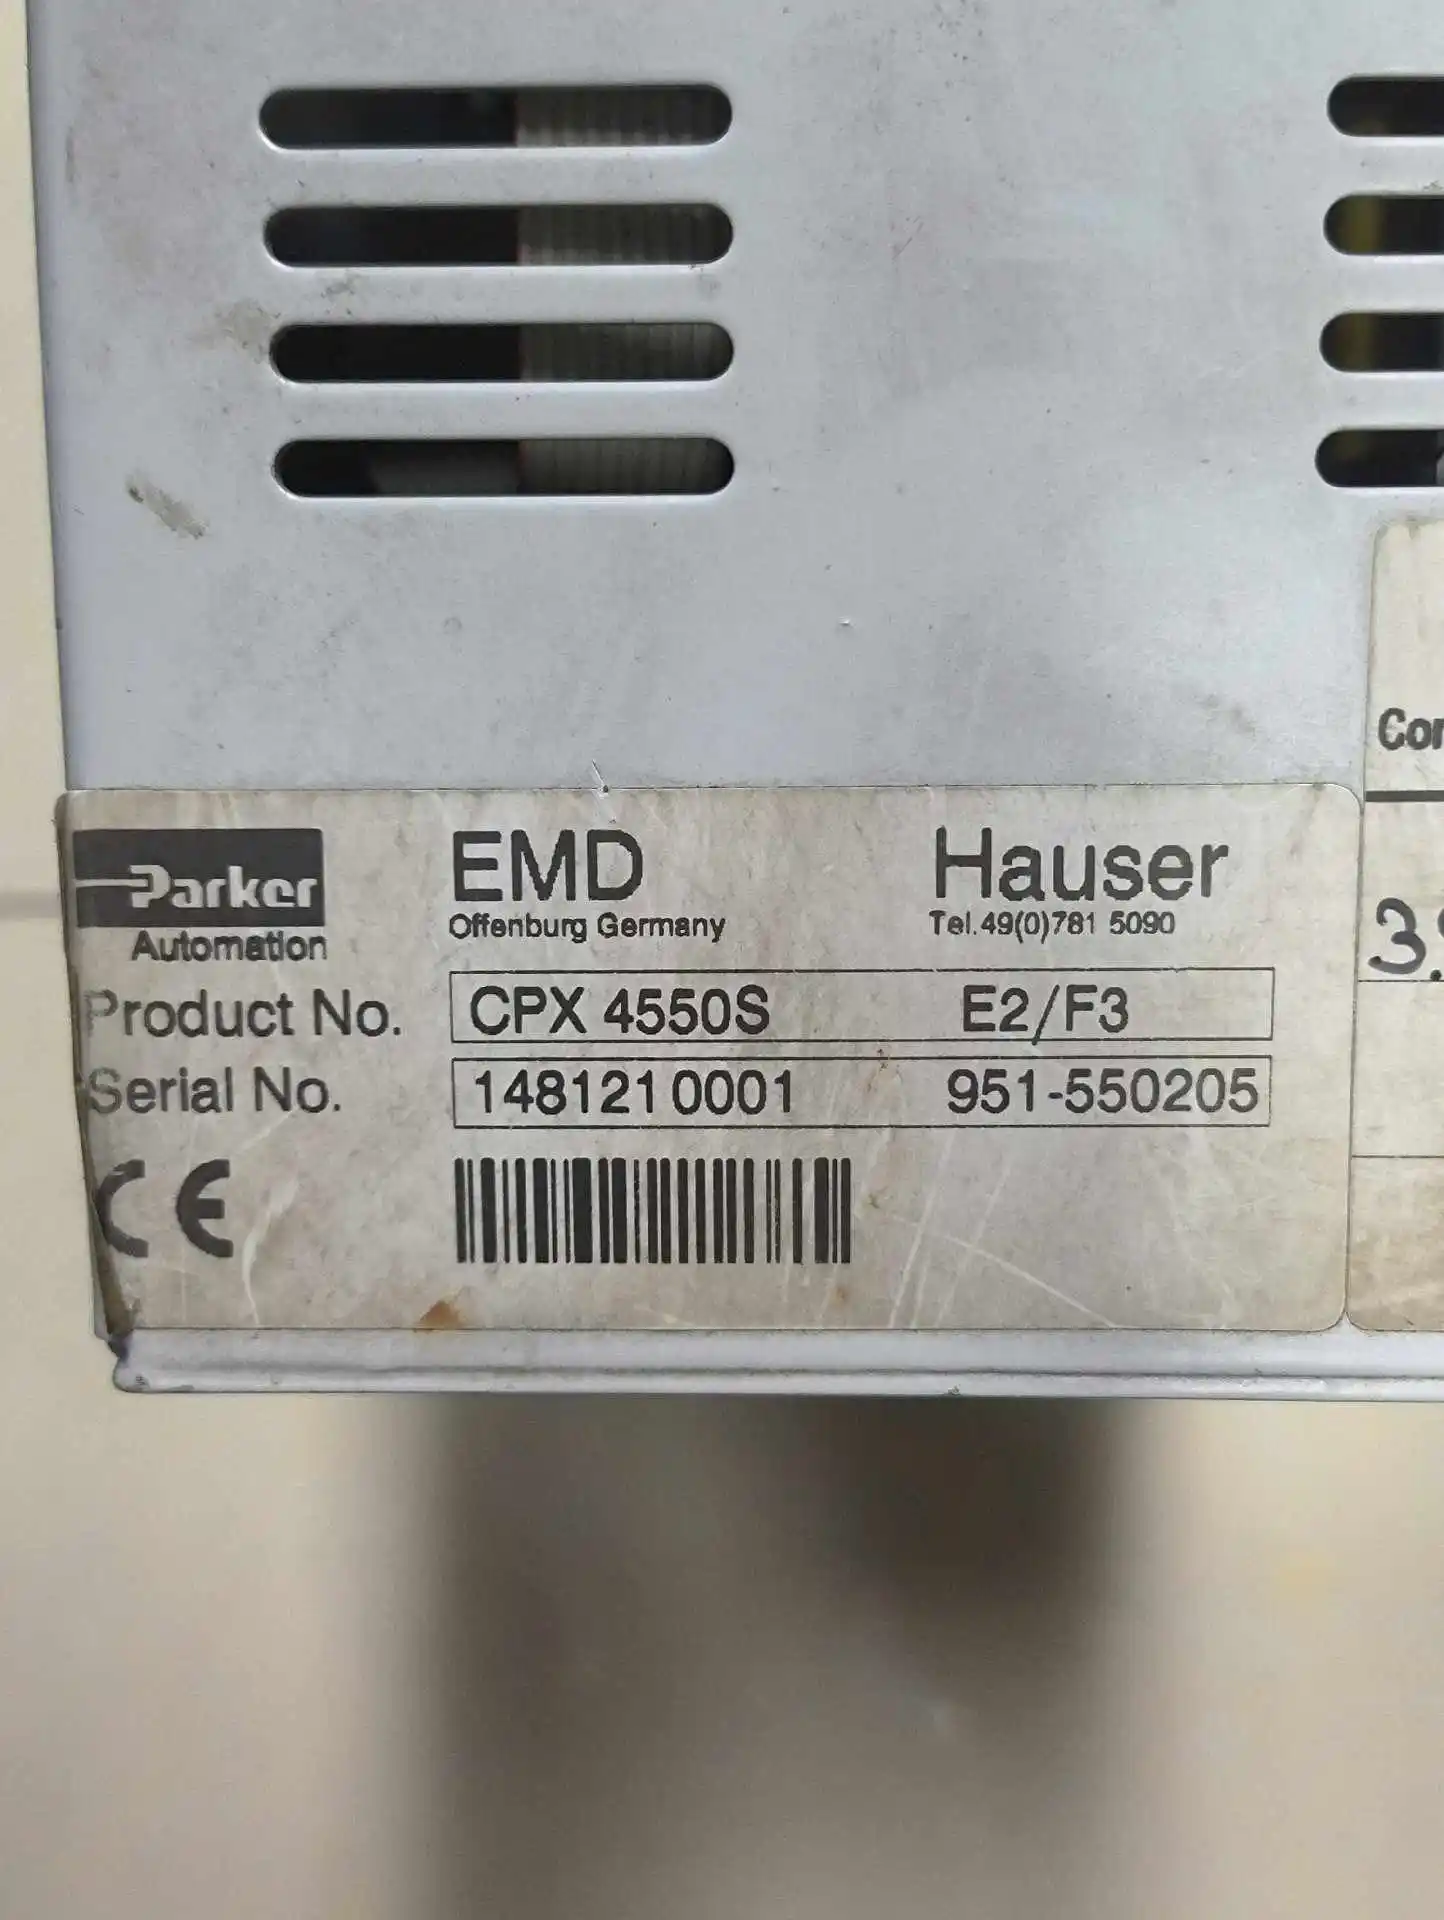 Parker
Automation
EMD
Offenburg Germany
Hauser
Tel.49(0)781 5090
Product No.
CPX 4550S E2/F3
Serial No.
1481210001 951-550205
CE